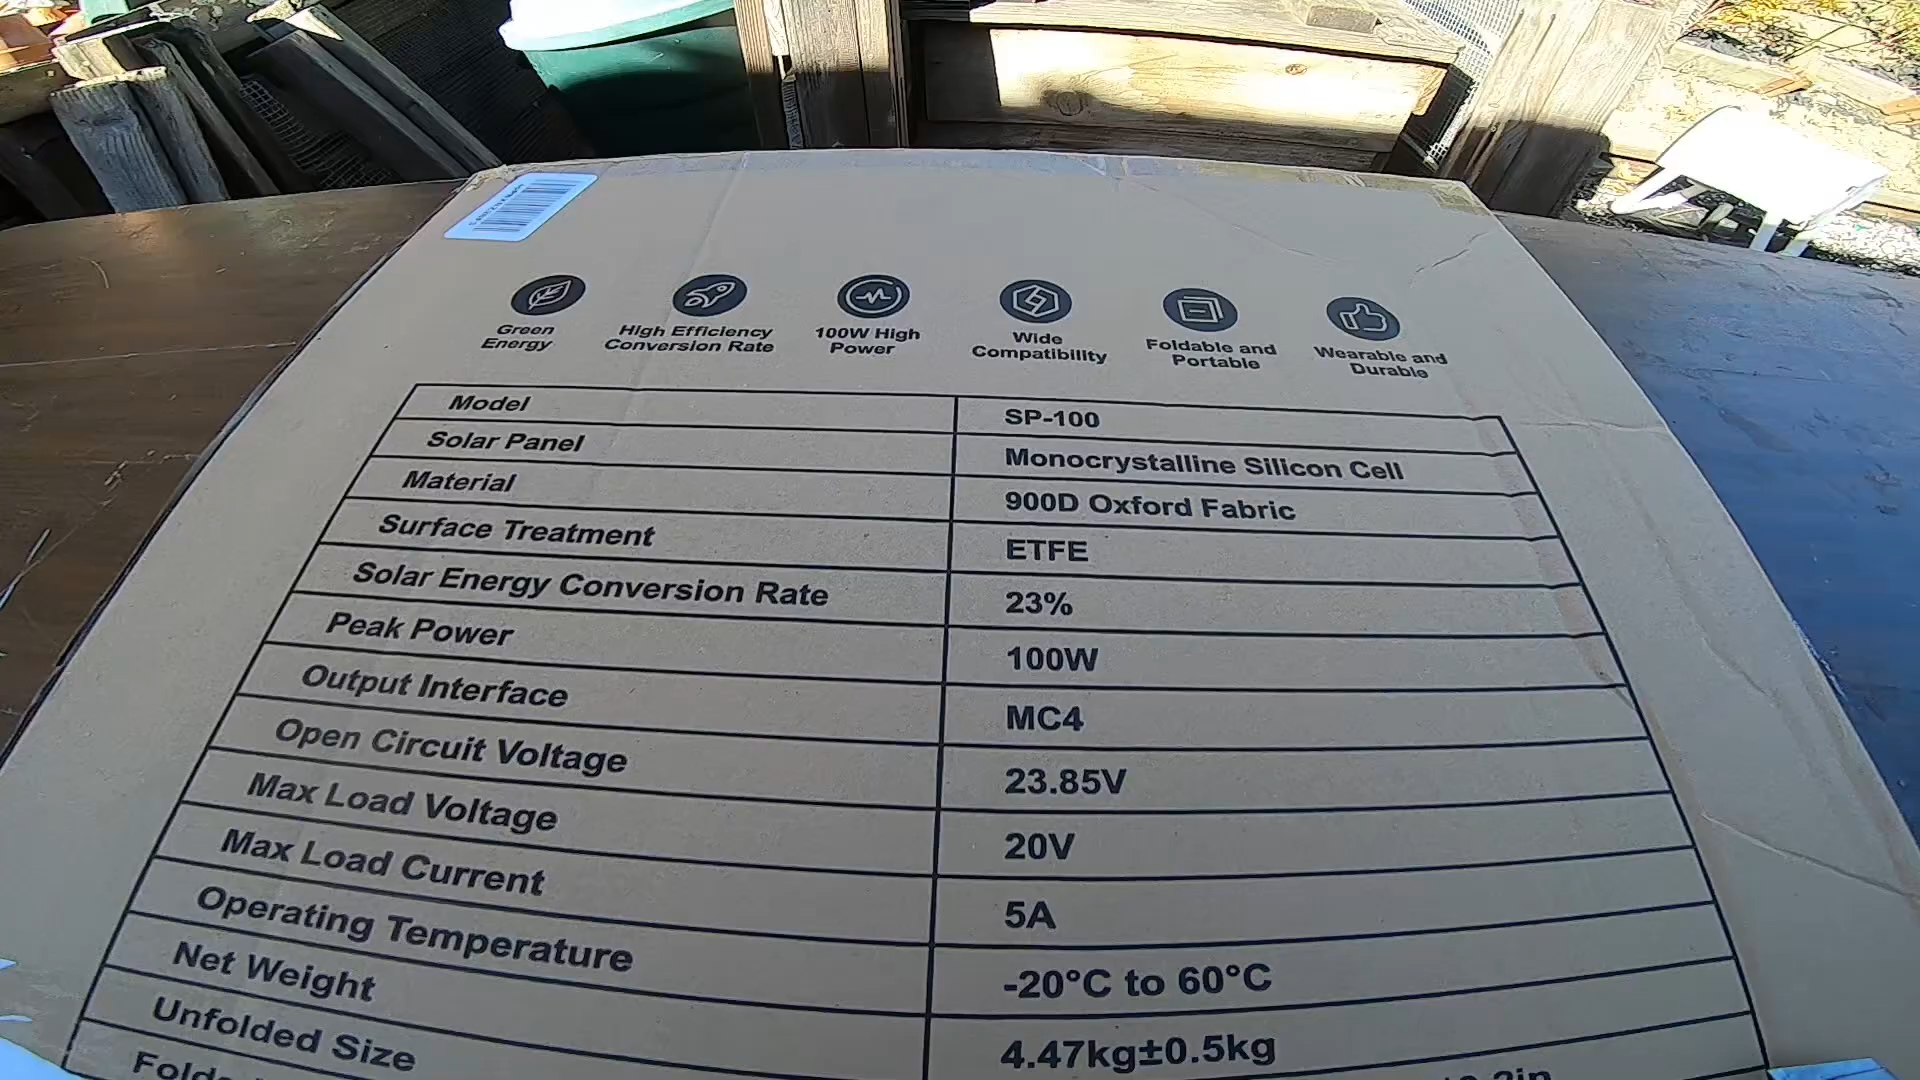 Green
Energy
High Efficiency
Conversion Rate
100W High
Power
Wide
Compatibility
Foldable and
Portable
Wearable and
Durable
Model SP-100
Solar Panel Monocrystalline Silicon Cell
Material 900D Oxford Fabric
Surface Treatment ETFE
Solar Energy Conversion Rate 23%
Peak Power 100W
Output Interface MC4
Open Circuit Voltage 23.85V
Max Load Voltage 20V
Max Load Current 5A
Operating Temperature -20°C to 60°C
Net Weight 4.47kg±0.5kg
Unfolded Size